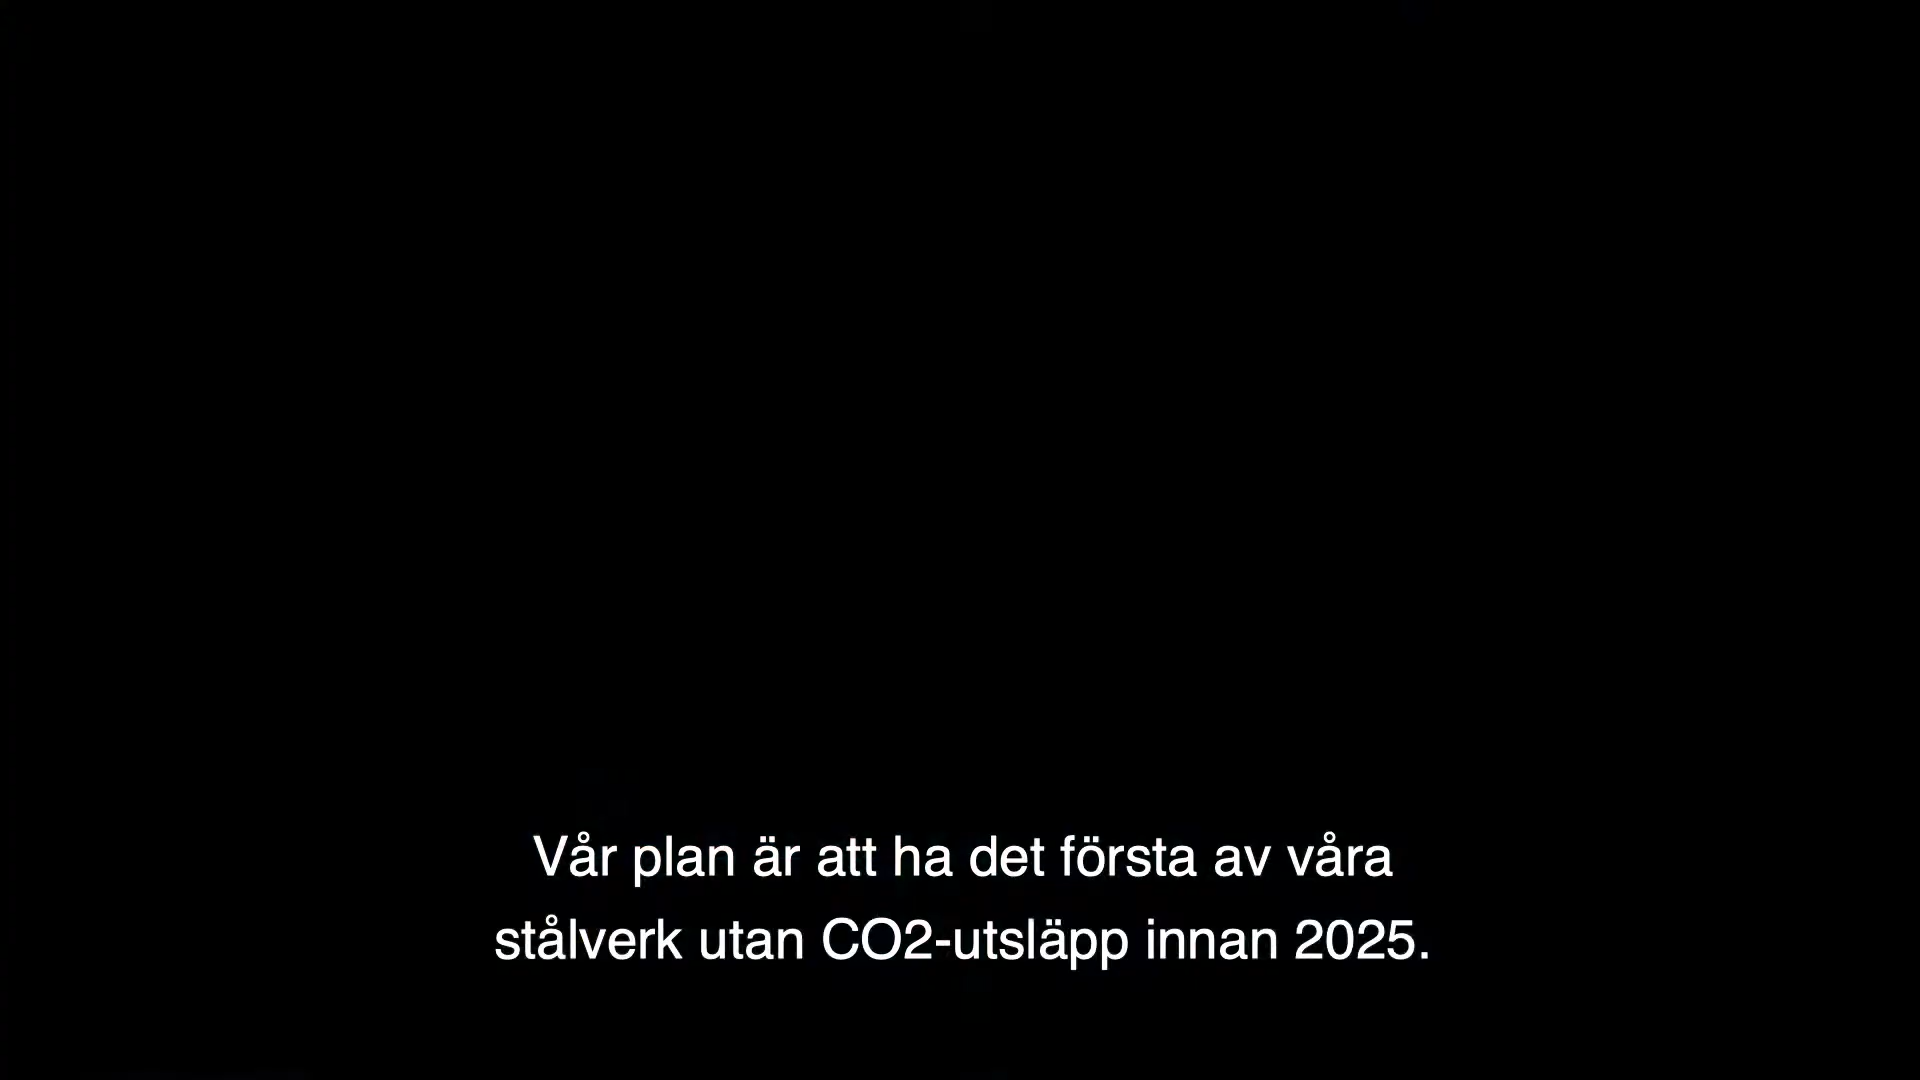 Vår plan är att ha det första av våra
stålverk utan CO2-utsläpp innan 2025.